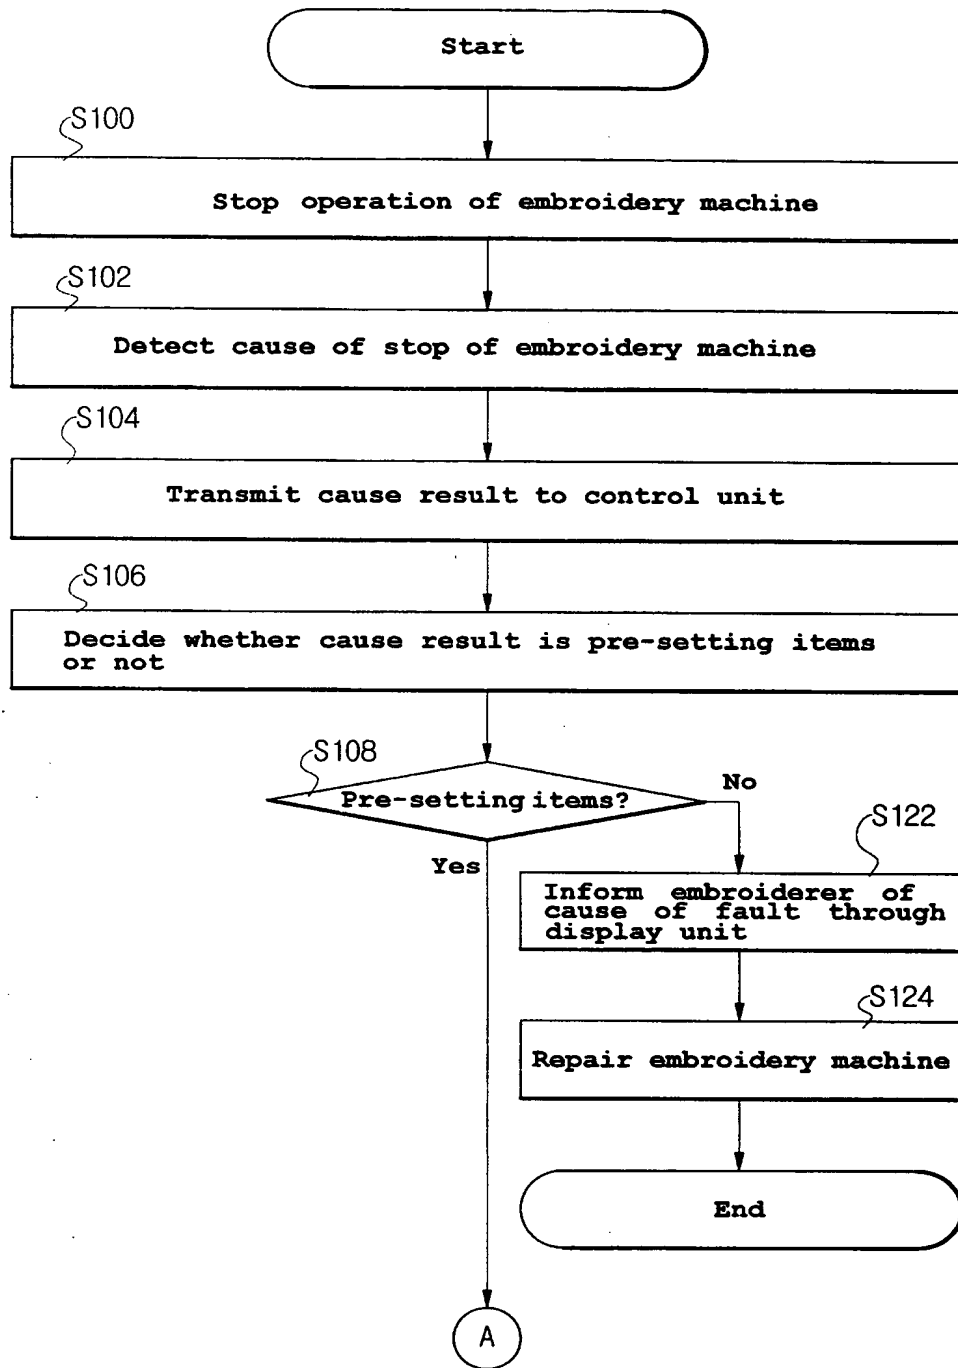 Start
S100
Stop operation of embroidery machine
S102
Detect cause of stop of embroidery machine
S104
Transmit cause result to control unit
S106
Decide whether cause result is pre-setting items
or not
S108
Pre-setting items?
No
Yes
S122
Inform embroiderer of
cause of fault through
display unit
S124
Repair embroidery machine
End
A